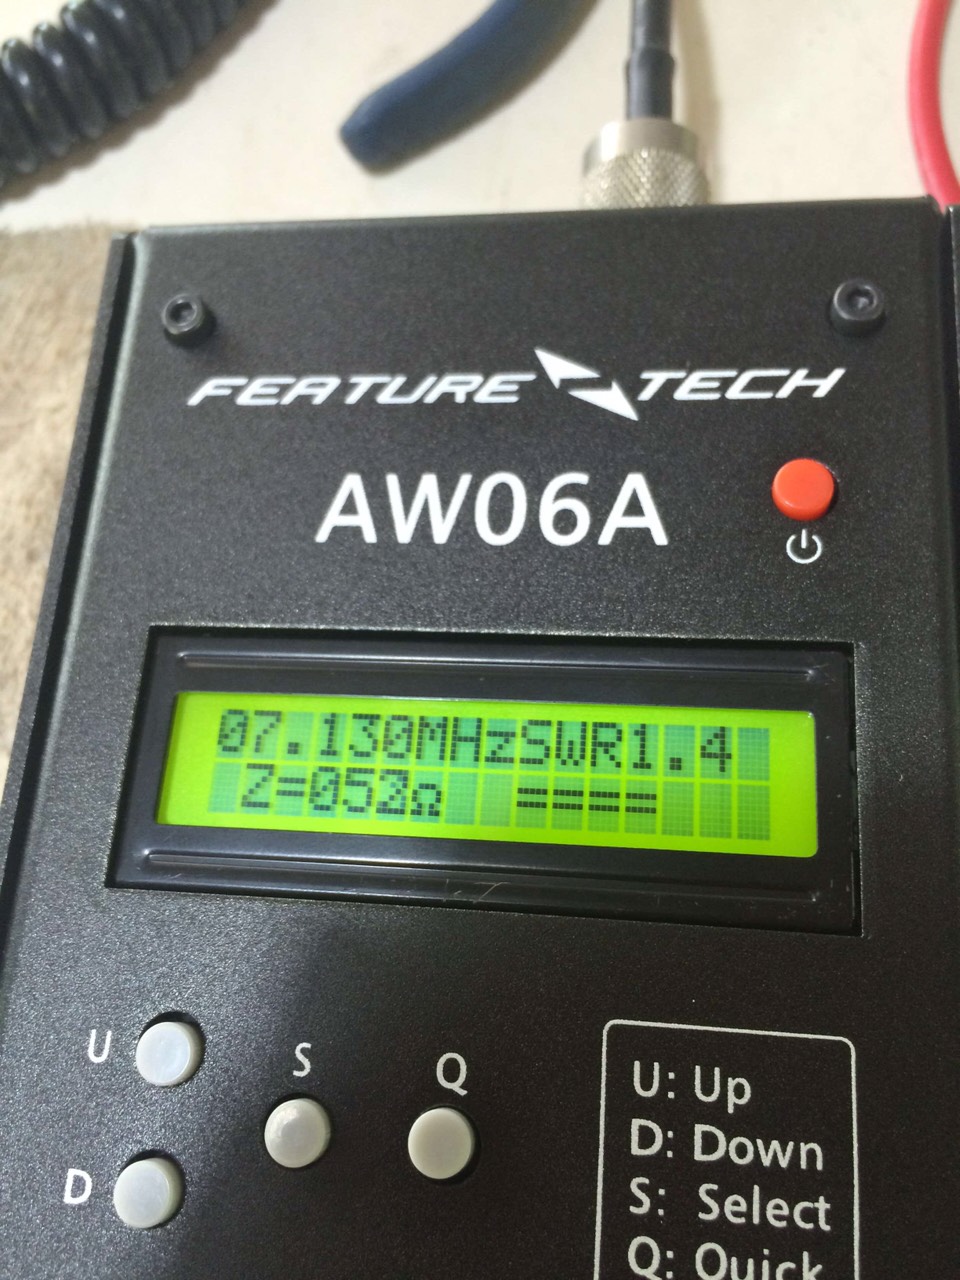 FEATURE TECH
AW06A
07.130MHzSWR1.4
Z=052Ω ====
U
S
Q
D
U: Up
D: Down
S: Select
Q: Quick